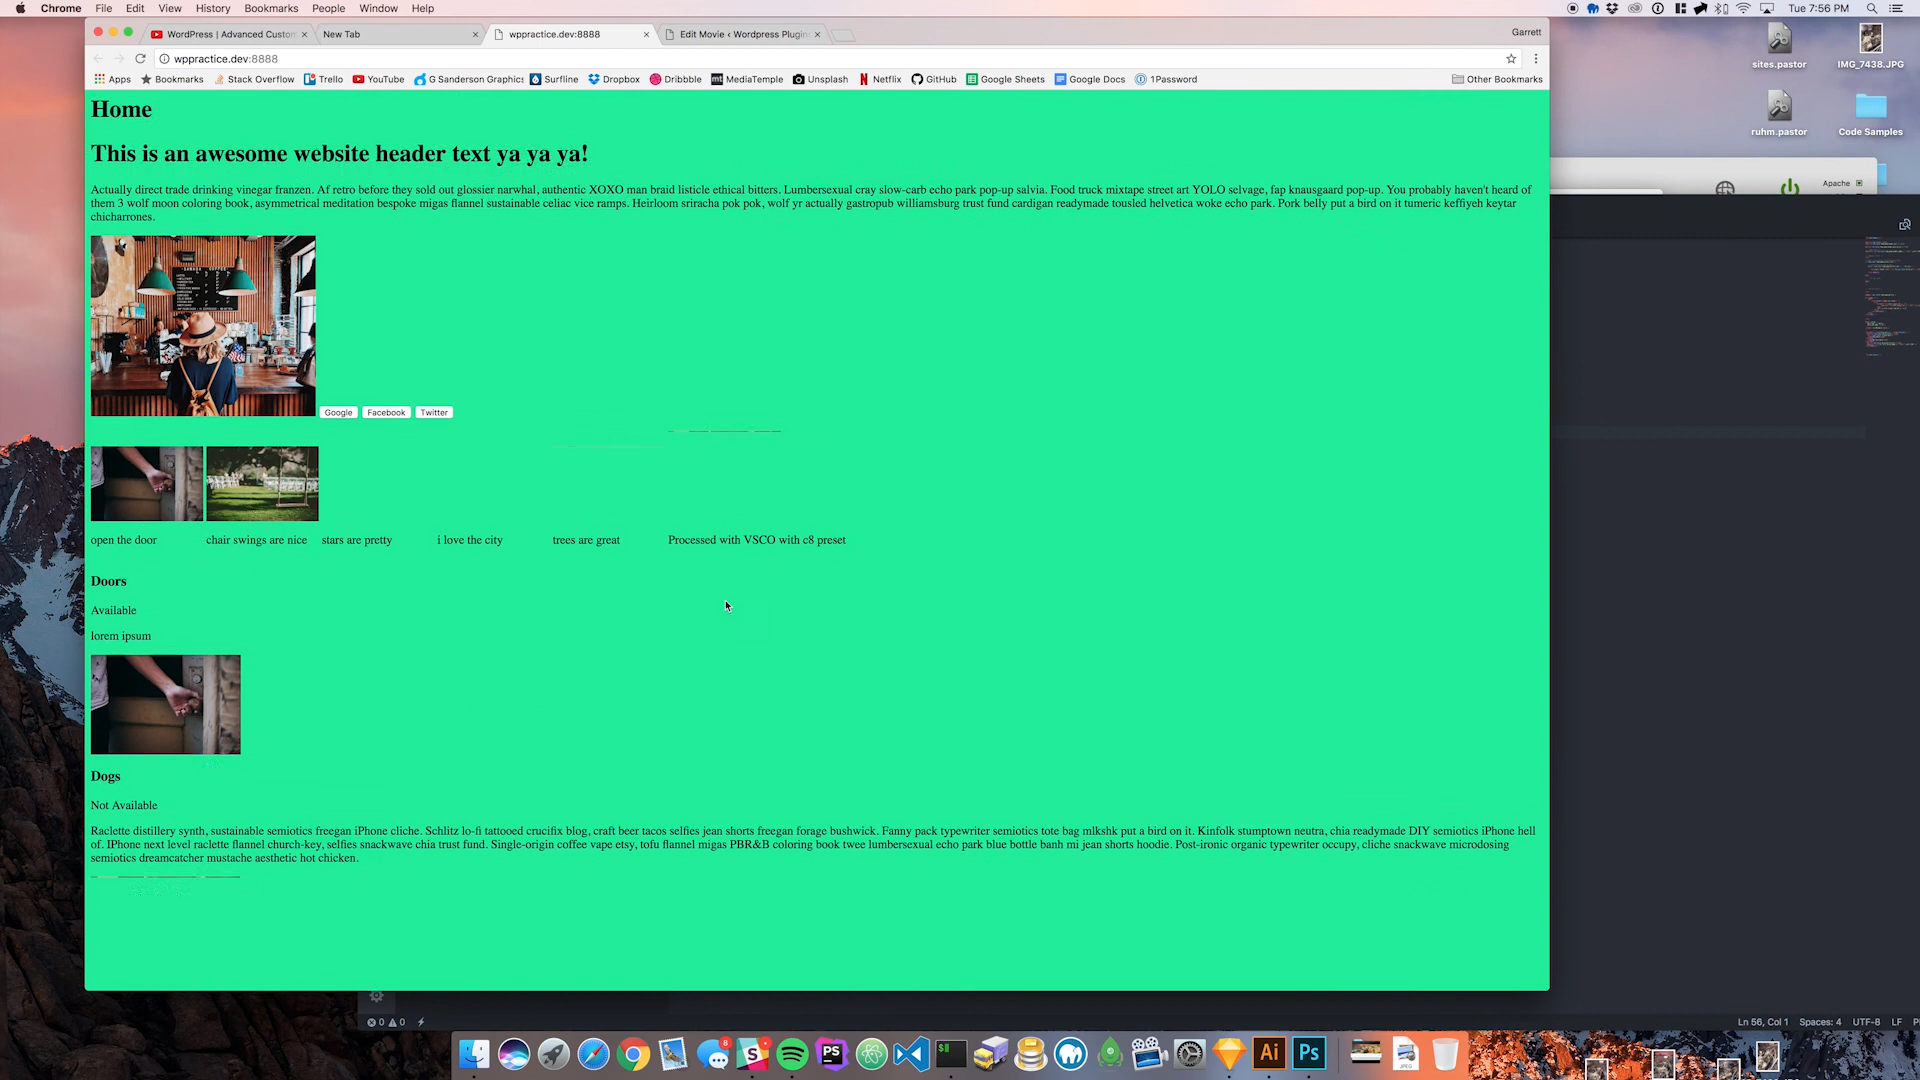 Chrome File Edit View History Bookmarks People Window Help
Tue 7:56 PM
WordPress | Advanced Custom
New Tab
wppractice.dev:8888
Edit Movie ‹ Wordpress Plugin
Garrett
wppractice.dev:8888
Apps Bookmarks Stack Overflow Trello YouTube G Sanderson Graphics Surfline Dropbox Dribbble MediaTemple Unsplash Netflix GitHub Google Sheets Google Docs 1Password Other Bookmarks
sites.pastor
IMG_7438.JPG
ruhm.pastor
Code Samples
Apache
Home
This is an awesome website header text ya ya ya!
Actually direct trade drinking vinegar franzen. Af retro before they sold out glossier narwhal, authentic XOXO man braid listicle ethical bitters. Lumbersexual cray slow-carb echo park pop-up salvia. Food truck mixtape street art YOLO selvage, fap knausgaard pop-up. You probably haven't heard of
them 3 wolf moon coloring book, asymmetrical meditation bespoke migas flannel sustainable celiac vice ramps. Heirloom sriracha pok pok, wolf yr actually gastropub williamsburg trust fund cardigan readymade tousled helvetica woke echo park. Pork belly put a bird on it tumeric keffiyeh keytar
chicharrones.
Google Facebook Twitter
open the door
chair swings are nice
stars are pretty
i love the city
trees are great
Processed with VSCO with c8 preset
Doors
Available
lorem ipsum
Dogs
Not Available
Raclette distillery synth, sustainable semiotics freegan iPhone cliche. Schlitz lo-fi tattooed crucifix blog, craft beer tacos selfies jean shorts freegan forage bushwick. Fanny pack typewriter semiotics tote bag mlkshk put a bird on it. Kinfolk stumptown neutra, chia readymade DIY semiotics iPhone hell
of. IPhone next level raclette flannel church-key, selfies snackwave chia trust fund. Single-origin coffee vape etsy, tofu flannel migas PBR&B coloring book twee lumbersexual echo park blue bottle banh mi jean shorts hoodie. Post-ironic organic typewriter occupy, cliche snackwave microdosing
semiotics dreamcatcher mustache aesthetic hot chicken.
0 0
Ln 56, Col 1 Spaces: 4 UTF-8 LF
8
PS
$
Ai
Ps
JPEG